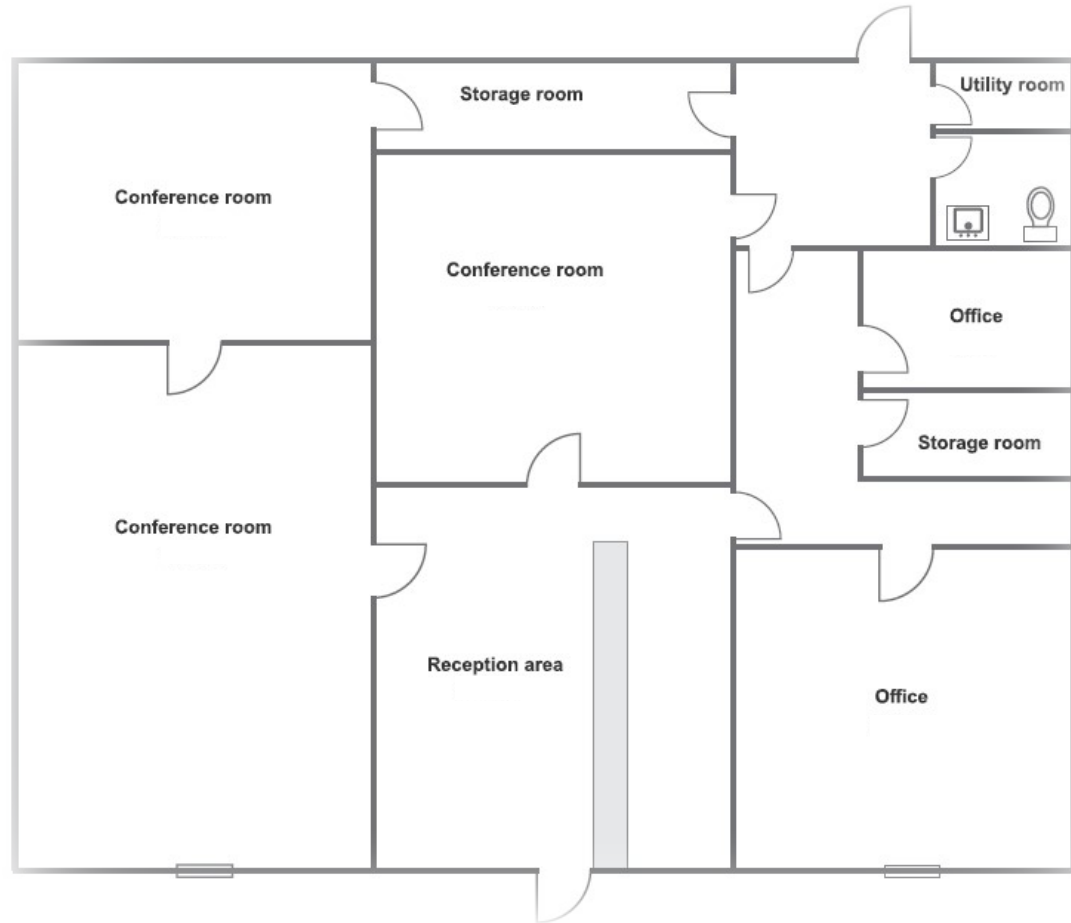 Storage room
Utility room
Conference room
Conference room
Office
Storage room
Conference room
Reception area
Office